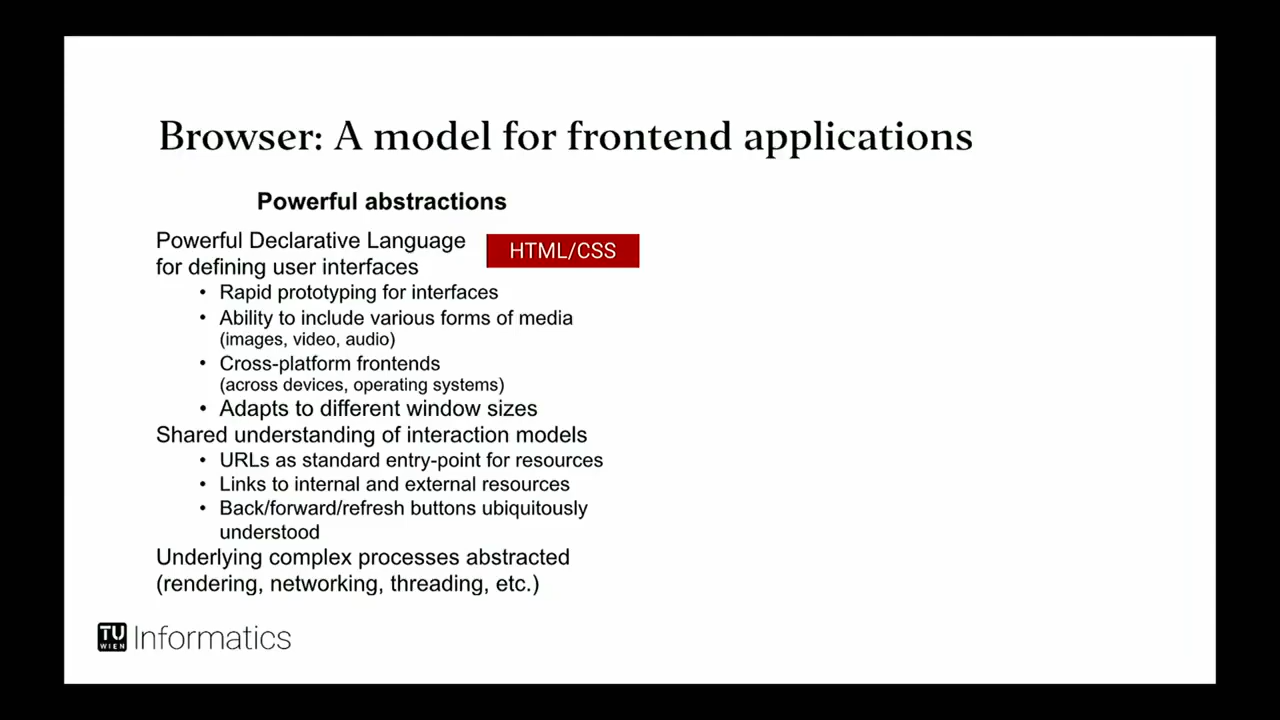 Browser: A model for frontend applications
Powerful abstractions
Powerful Declarative Language
for defining user interfaces
HTML/CSS
• Rapid prototyping for interfaces
• Ability to include various forms of media
(images, video, audio)
• Cross-platform frontends
(across devices, operating systems)
• Adapts to different window sizes
Shared understanding of interaction models
• URLs as standard entry-point for resources
• Links to internal and external resources
• Back/forward/refresh buttons ubiquitously
understood
Underlying complex processes abstracted
(rendering, networking, threading, etc.)
TU
WIEN
Informatics